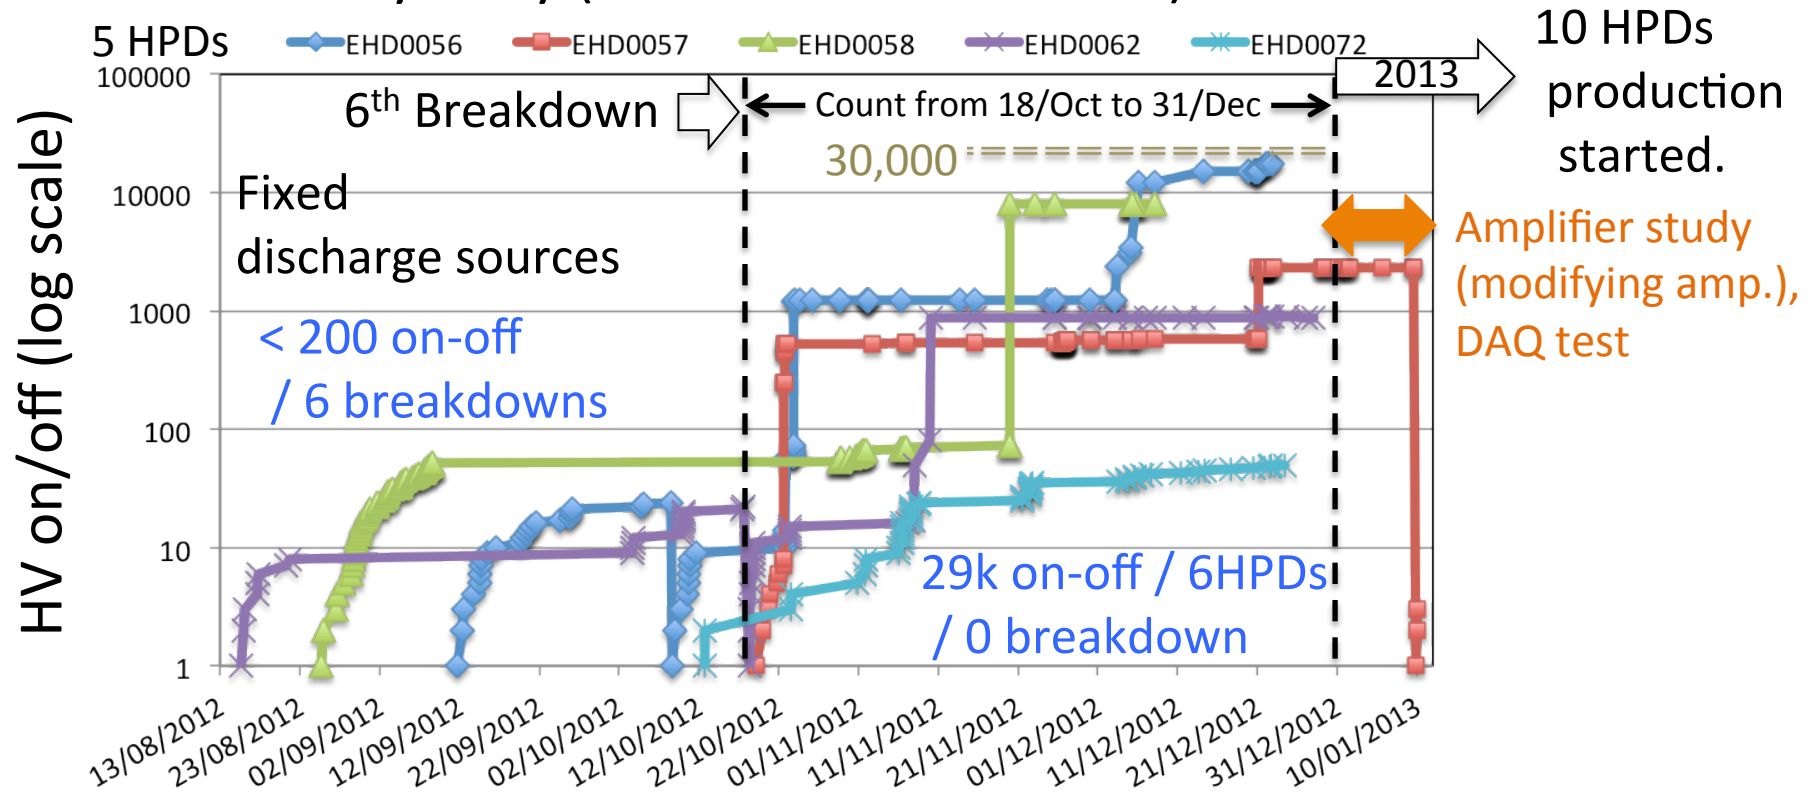 5 HPDs
EHD0056
EHD0057
EHD0058
EHD0062
EHD0072
10 HPDs
production
started.
2013
100000
10000
1000
100
10
1
HV on/off (log scale)
6th Breakdown
Count from 18/Oct to 31/Dec
30,000
Fixed
discharge sources
< 200 on-off
/ 6 breakdowns
Amplifier study
(modifying amp.),
DAQ test
29k on-off / 6HPDs
/ 0 breakdown
13/08/2012
23/08/2012
02/09/2012
12/09/2012
22/09/2012
02/10/2012
12/10/2012
22/10/2012
01/11/2012
11/11/2012
21/11/2012
01/12/2012
11/12/2012
21/12/2012
31/12/2012
10/01/2013